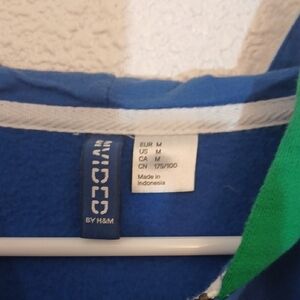 DIVIDED
BY H&M
EUR M
US M
CA M
CN 175/100
Made in
Indonesia